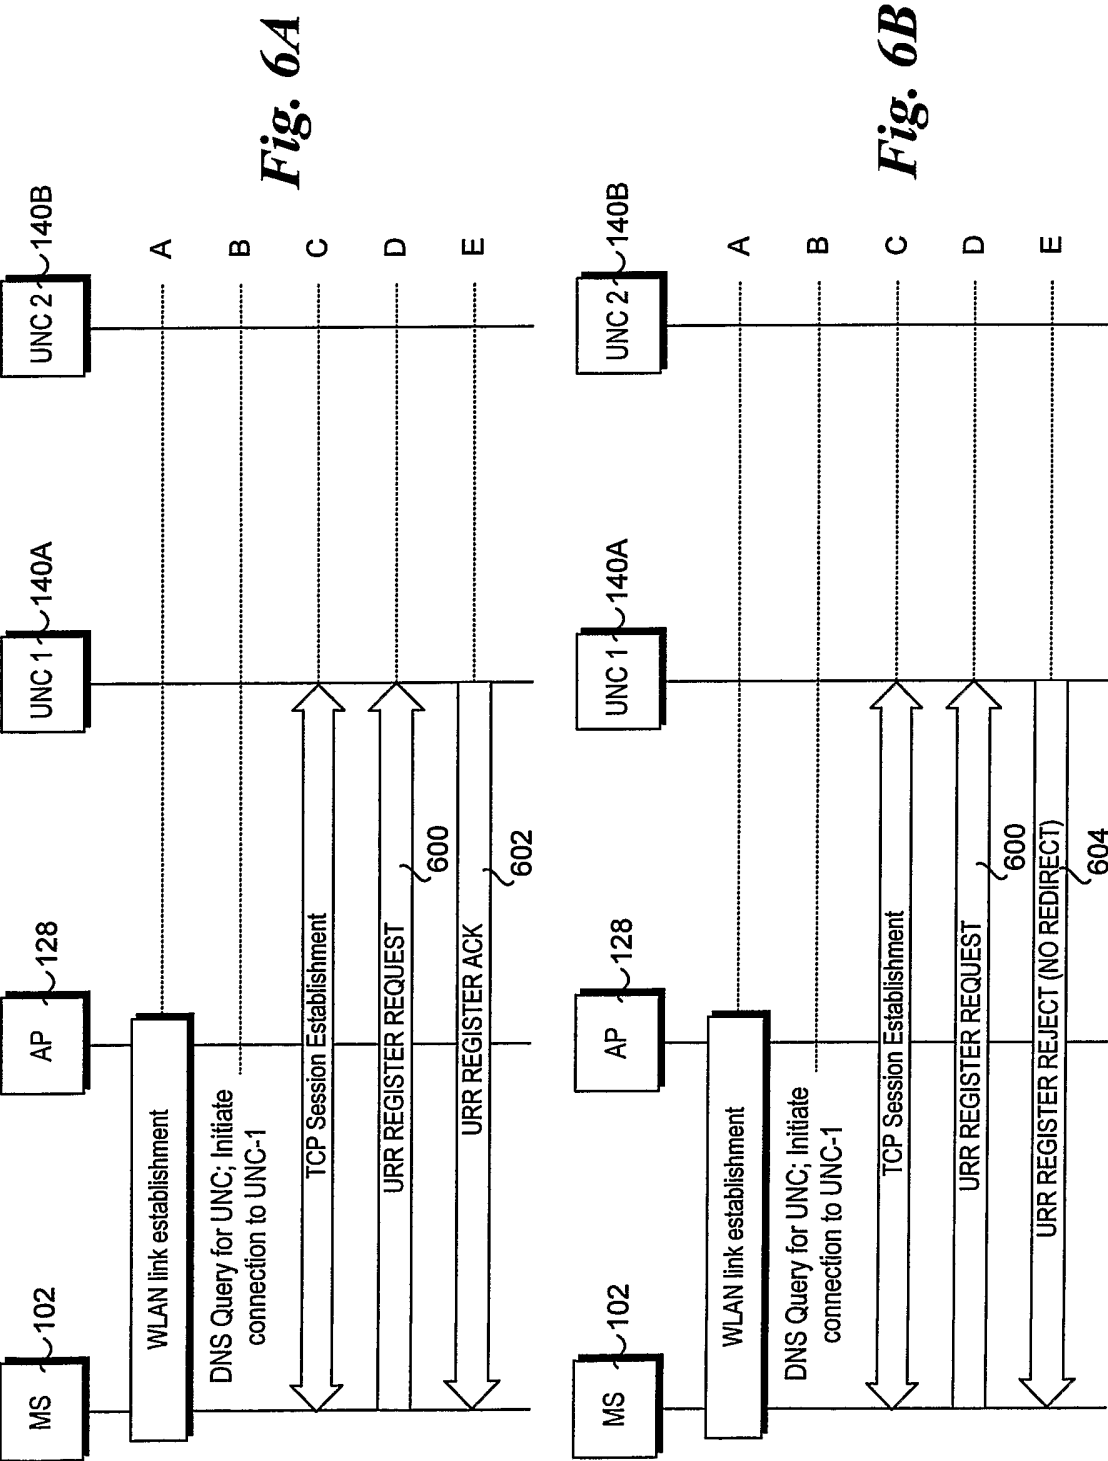 MS
102
AP
128
UNC 1
140A
UNC 2
140B
WLAN link establishment
A
DNS Query for UNC; Initiate
connection to UNC-1
B
TCP Session Establishment
C
URR REGISTER REQUEST
600
D
URR REGISTER ACK
602
E
Fig. 6A
MS
102
AP
128
UNC 1
140A
UNC 2
140B
WLAN link establishment
A
DNS Query for UNC; Initiate
connection to UNC-1
B
TCP Session Establishment
C
URR REGISTER REQUEST
600
D
URR REGISTER REJECT (NO REDIRECT)
604
E
Fig. 6B